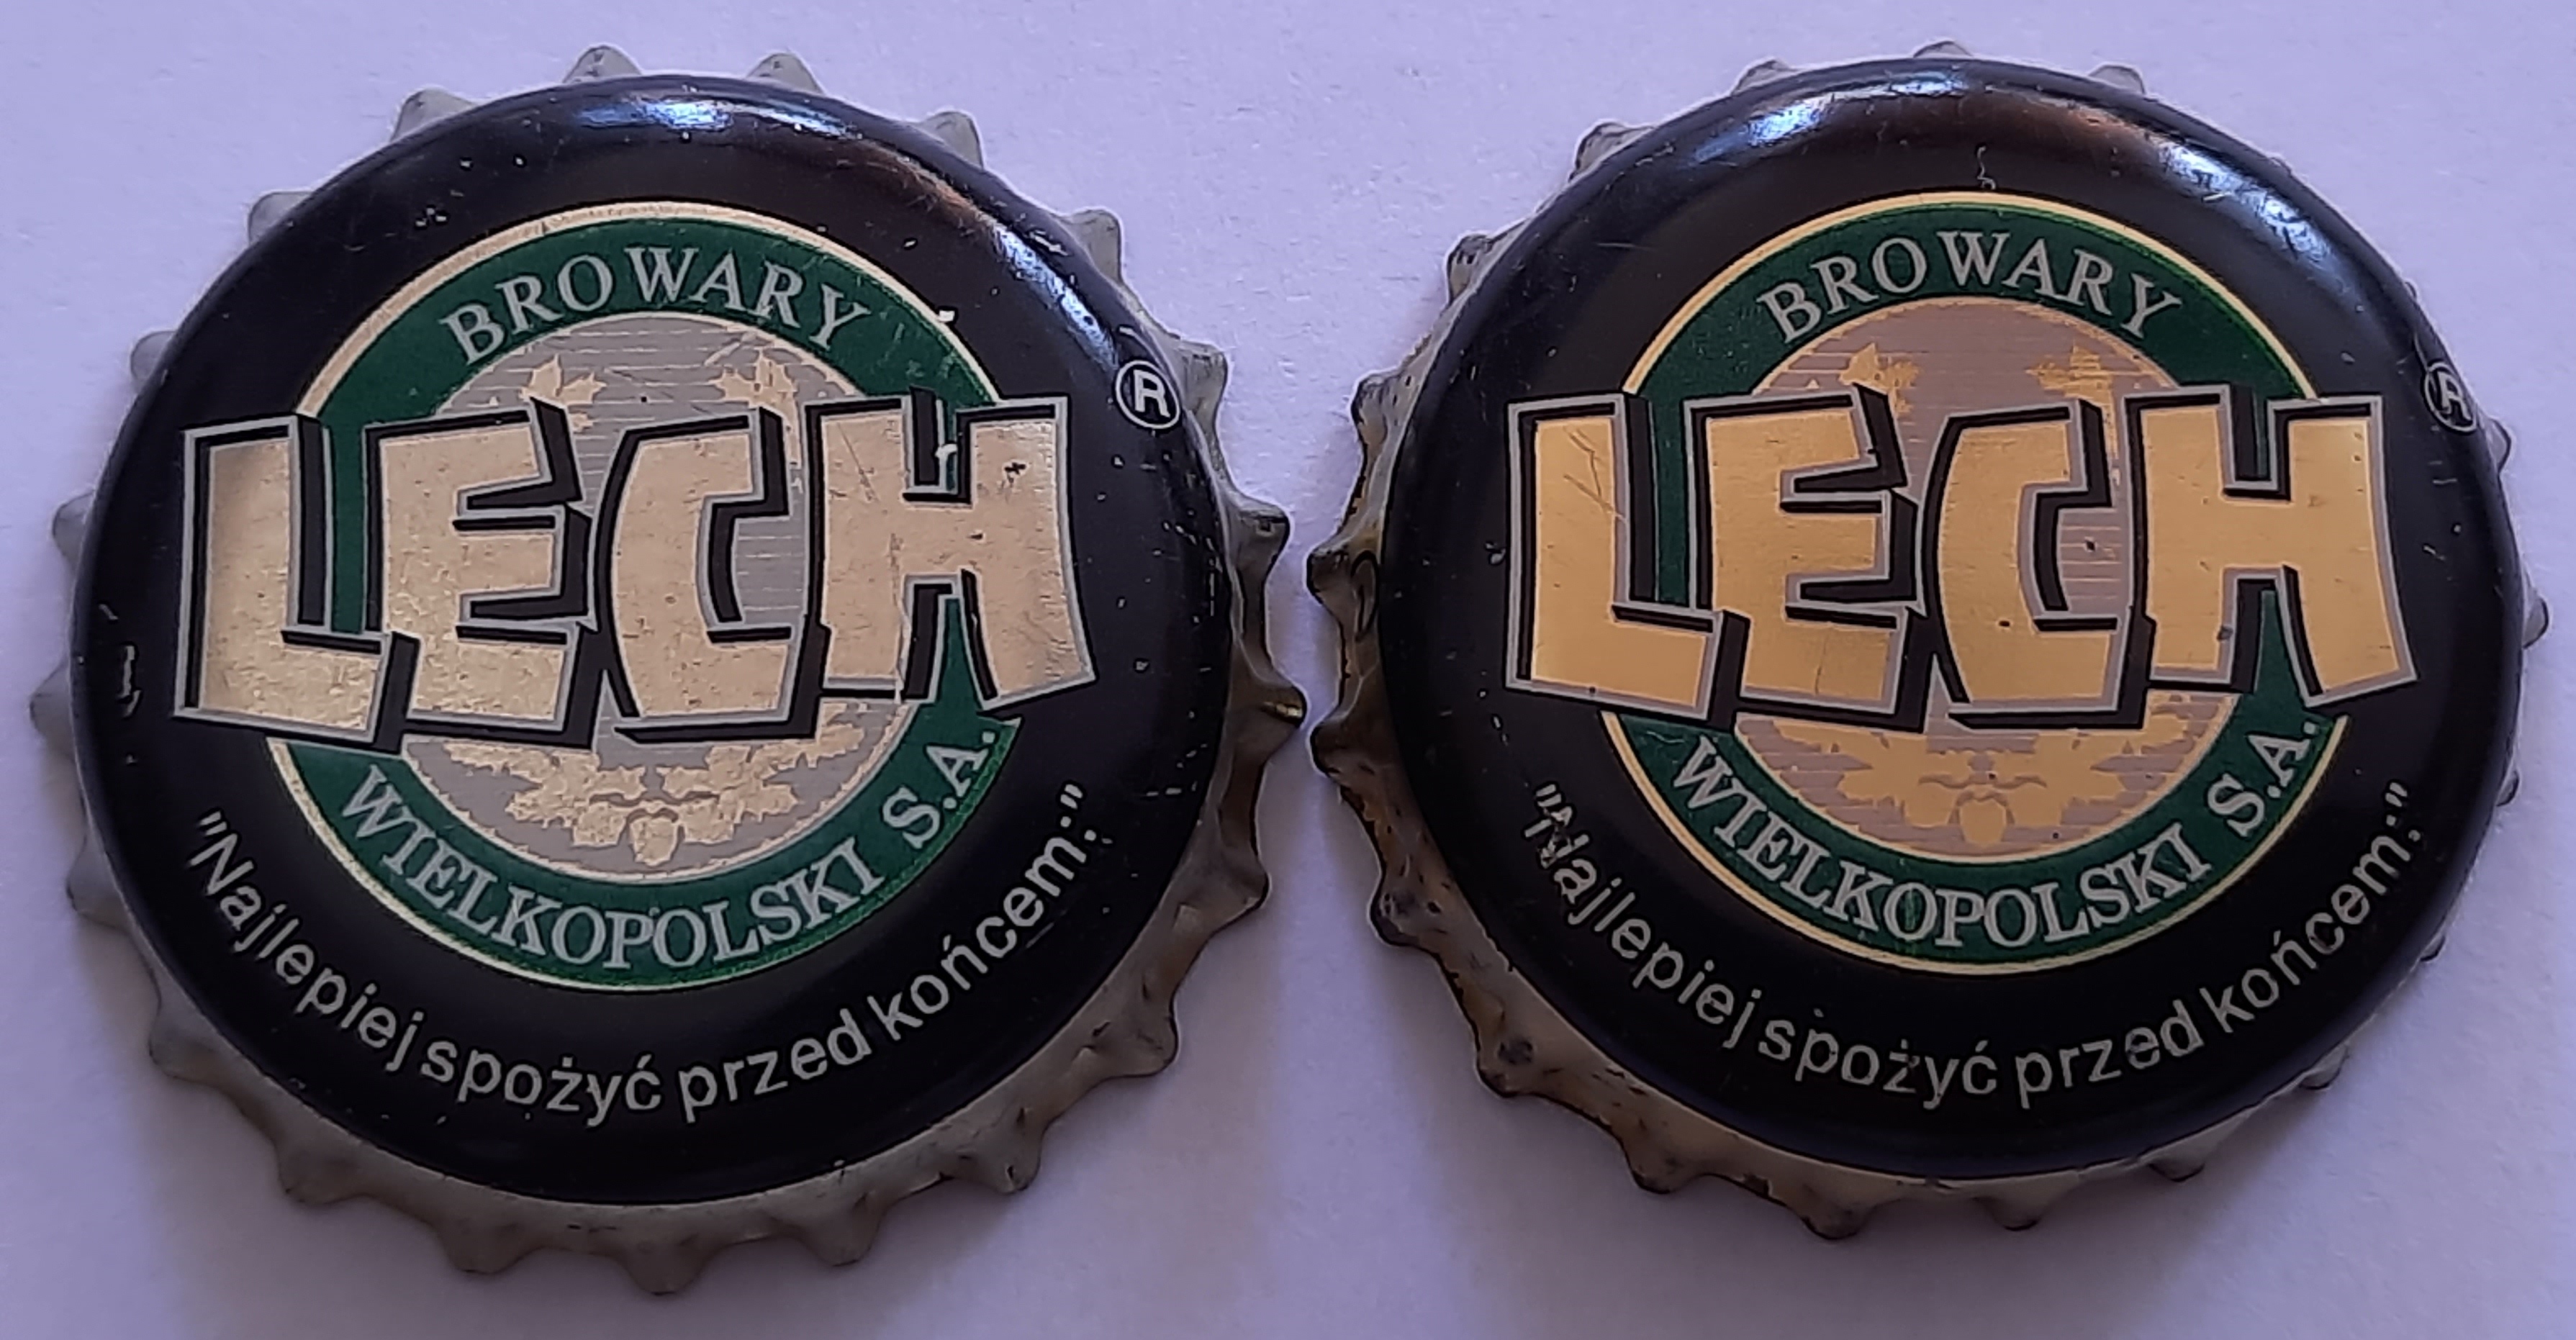 BROWARY
LECH ®
WIELKOPOLSKI S.A.
"Najlepiej spożyć przed końcem:"
BROWARY
LECH ®
WIELKOPOLSKI S.A.
"Najlepiej spożyć przed końcem:"